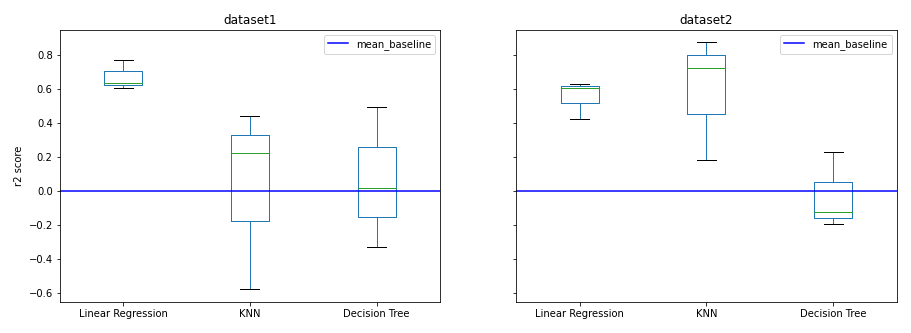 dataset1
mean_baseline
r2 score
0.8
0.6
0.4
0.2
0.0
−0.2
−0.4
−0.6
Linear Regression KNN Decision Tree
dataset2
mean_baseline
Linear Regression KNN Decision Tree